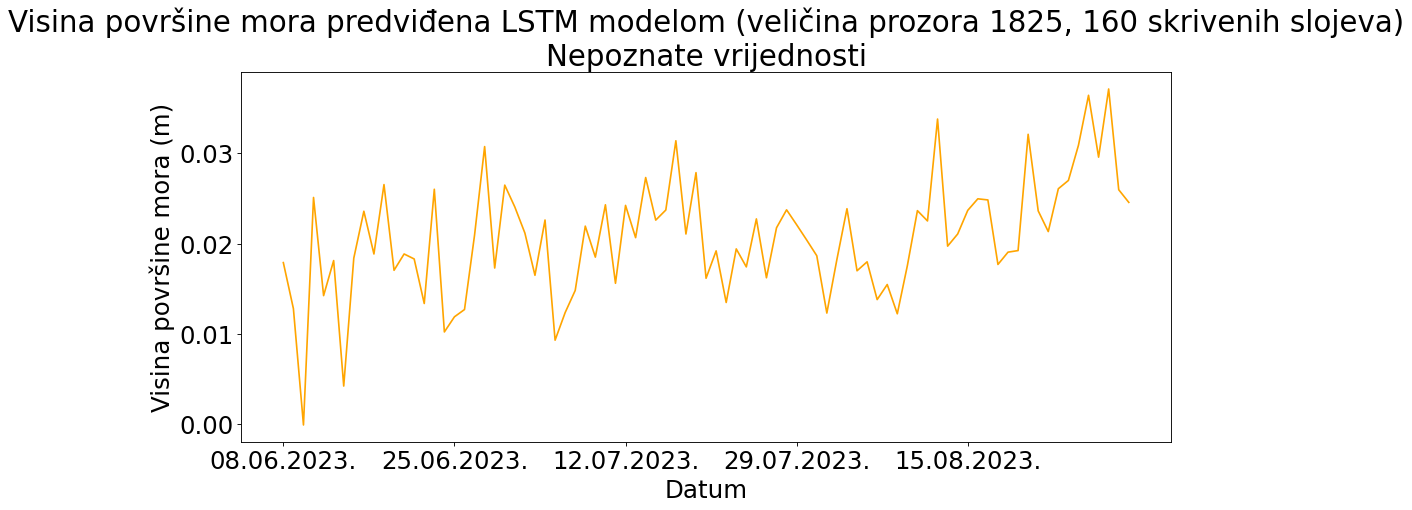 Visina površine mora predviđena LSTM modelom (veličina prozora 1825, 160 skrivenih slojeva)
Nepoznate vrijednosti
Visina površine mora (m)
0.03
0.02
0.01
0.00
08.06.2023. 25.06.2023. 12.07.2023. 29.07.2023. 15.08.2023.
Datum